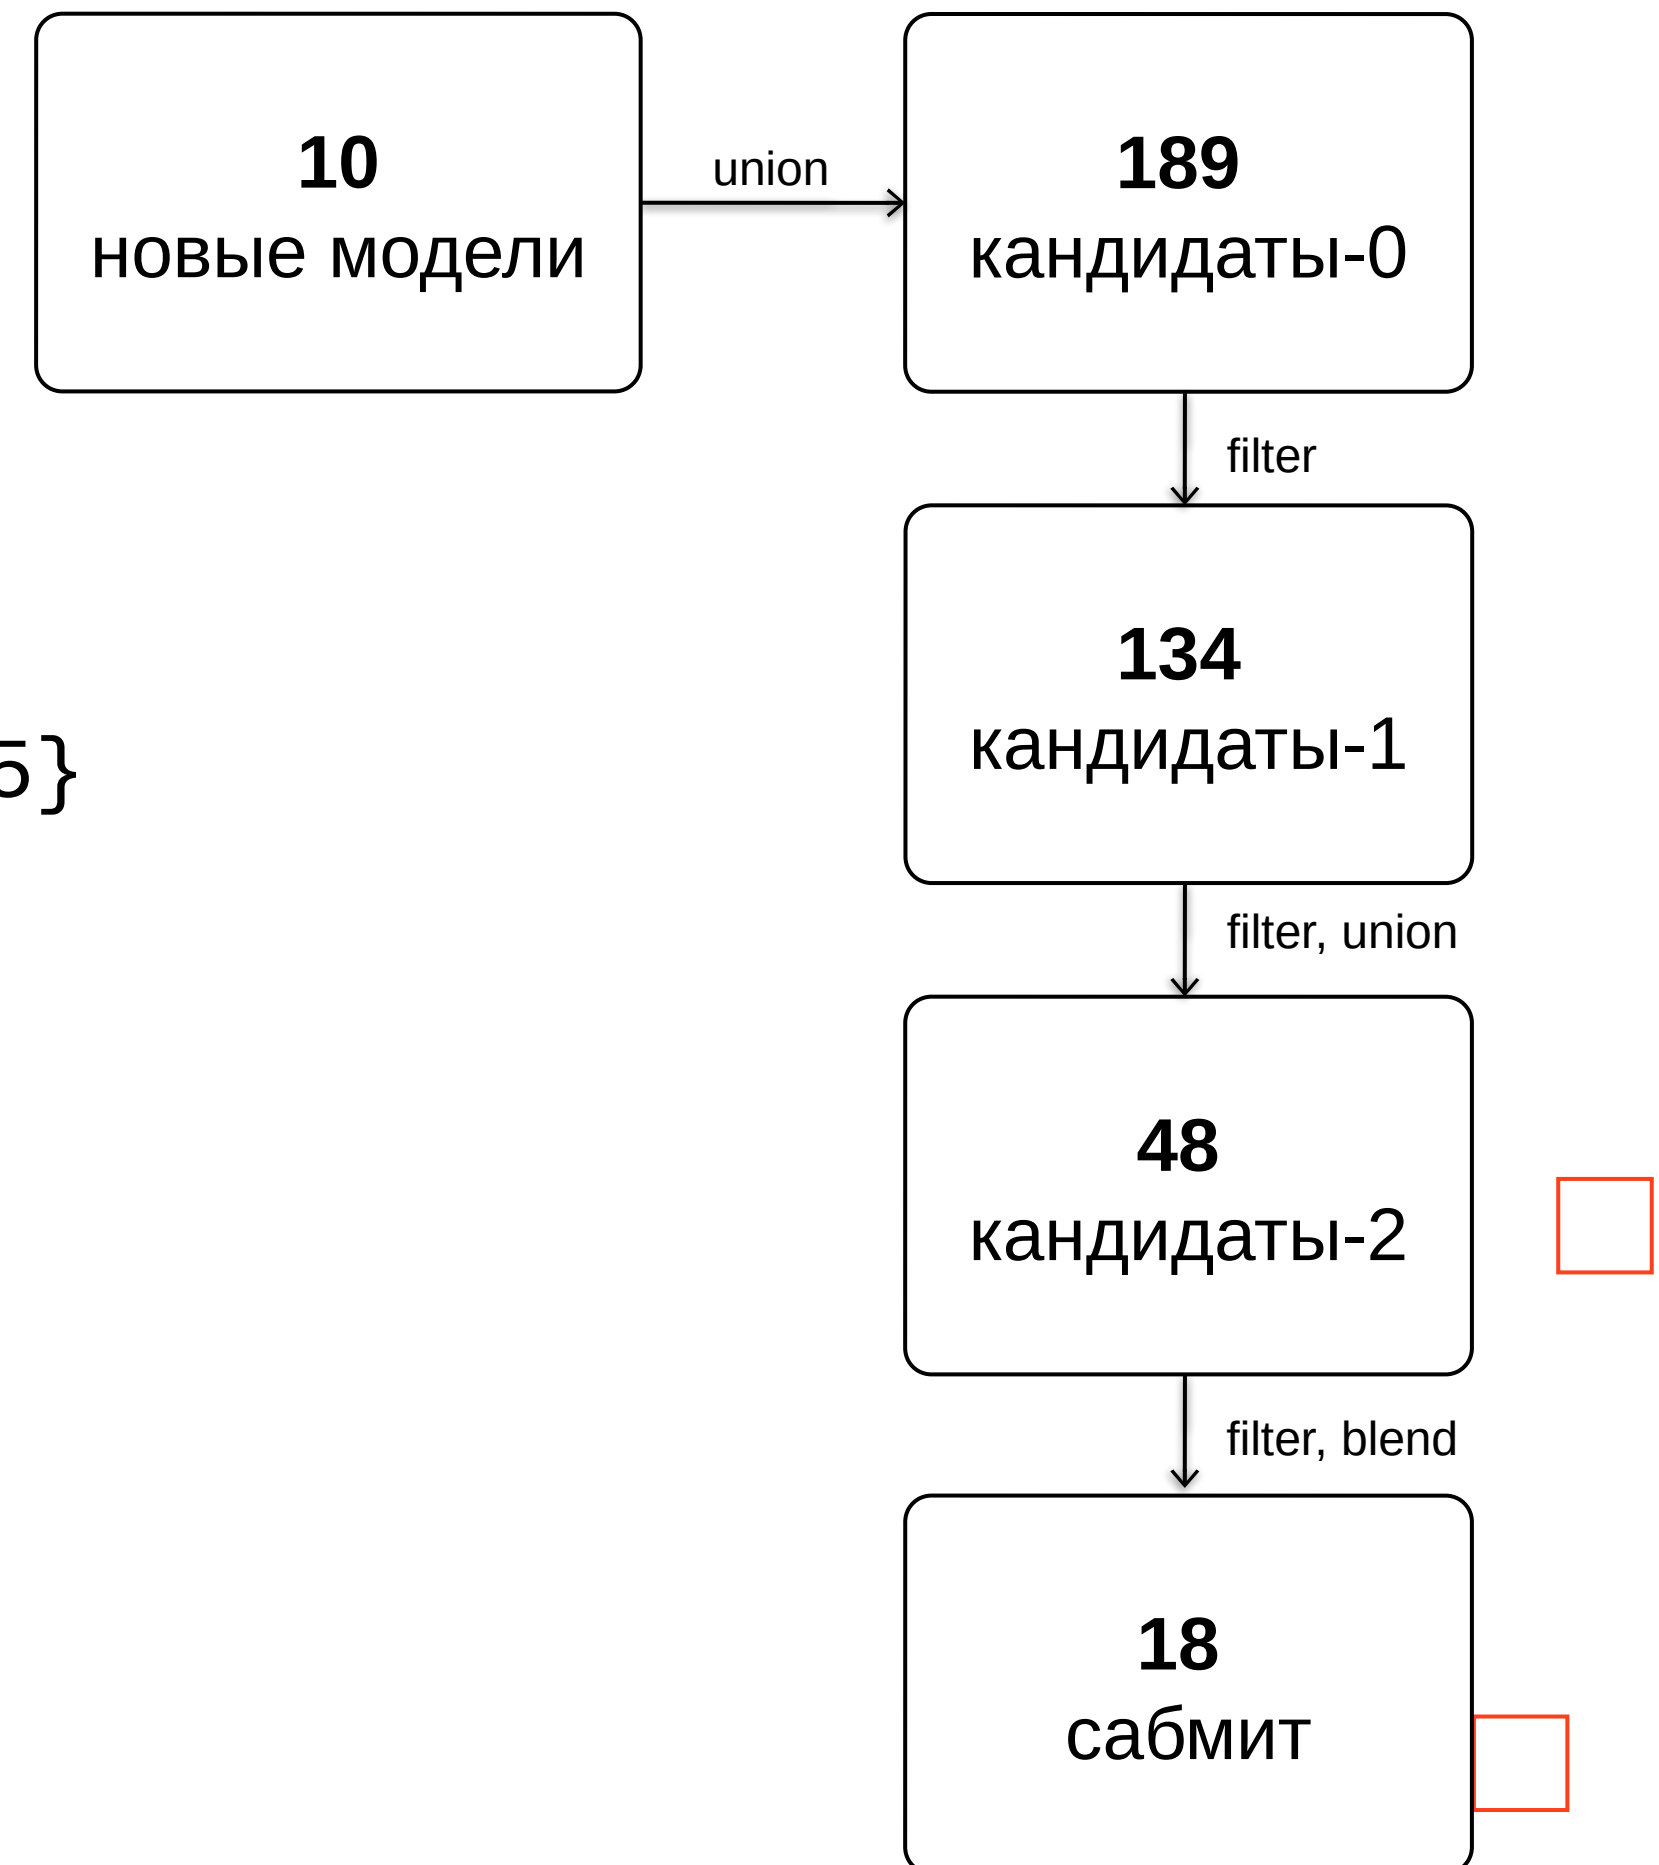 10
новые модели
union
189
кандидаты-0
filter
134
кандидаты-1
5}
filter, union
48
кандидаты-2
filter, blend
18
сабмит